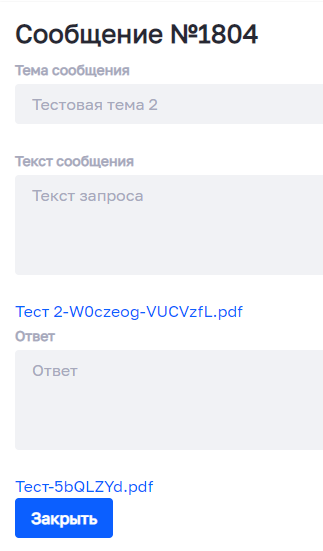 Сообщение №1804
Тема сообщения
Тестовая тема 2
Текст сообщения
Текст запроса
Тест 2-W0czeog-VUCVzfL.pdf
Ответ
Ответ
Тест-5bQLZYd.pdf
Закрыть